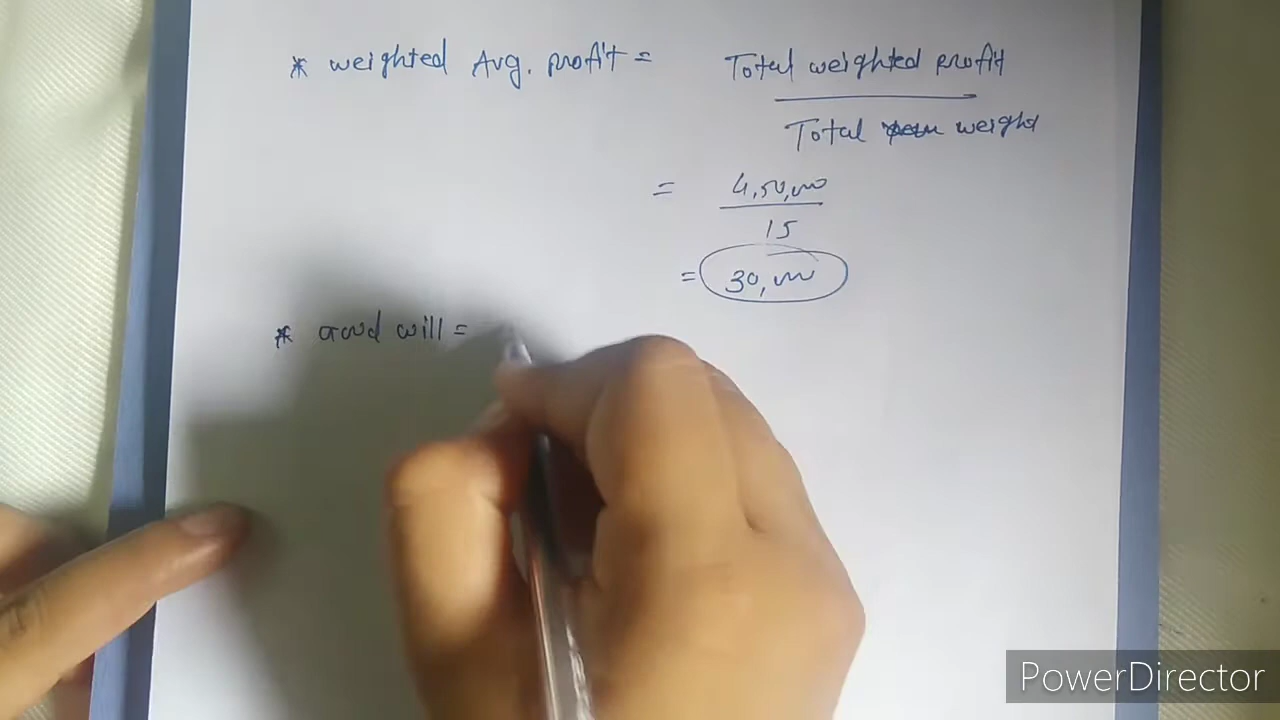 * weighted Avg. profit = Total weighted profit
Total weight
= 4,50,000
15
= 30,000
* Good will =
PowerDirector